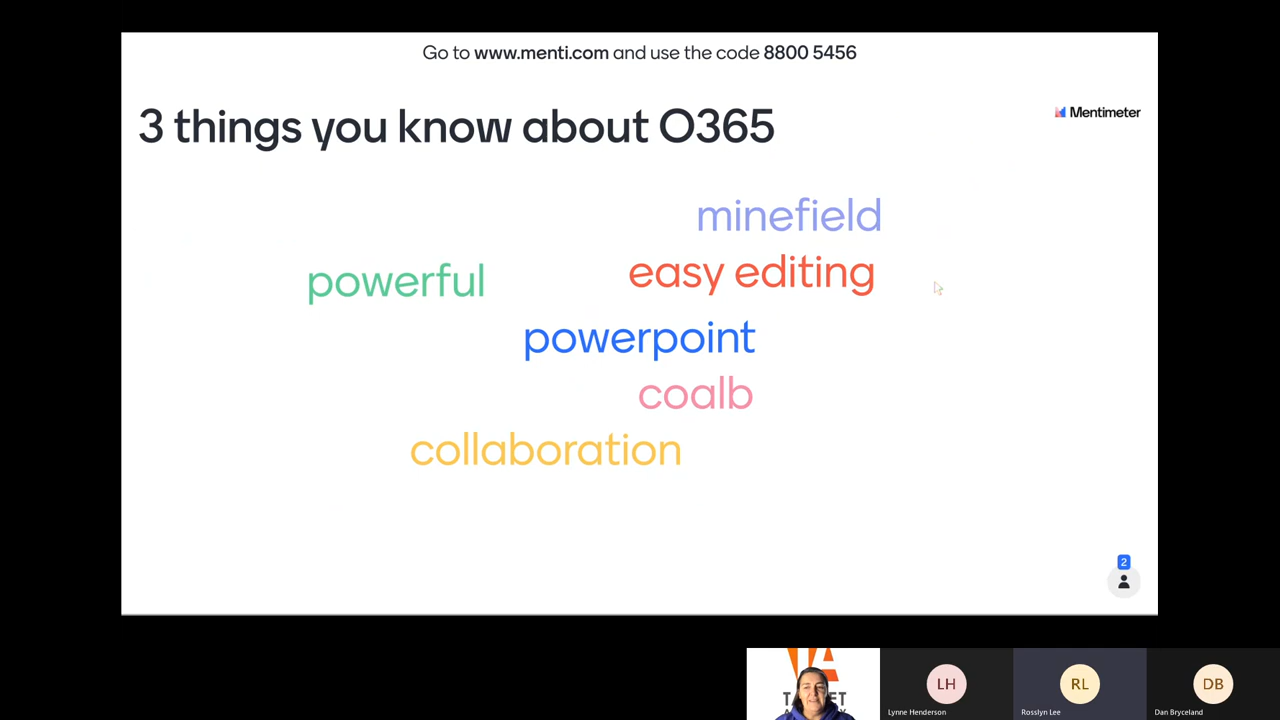 Go to www.menti.com and use the code 8800 5456
3 things you know about O365
Mentimeter
minefield
easy editing
powerful
powerpoint
coalb
collaboration
2
LH
Lynne Henderson
RL
Rosslyn Lee
DB
Dan Bryceland